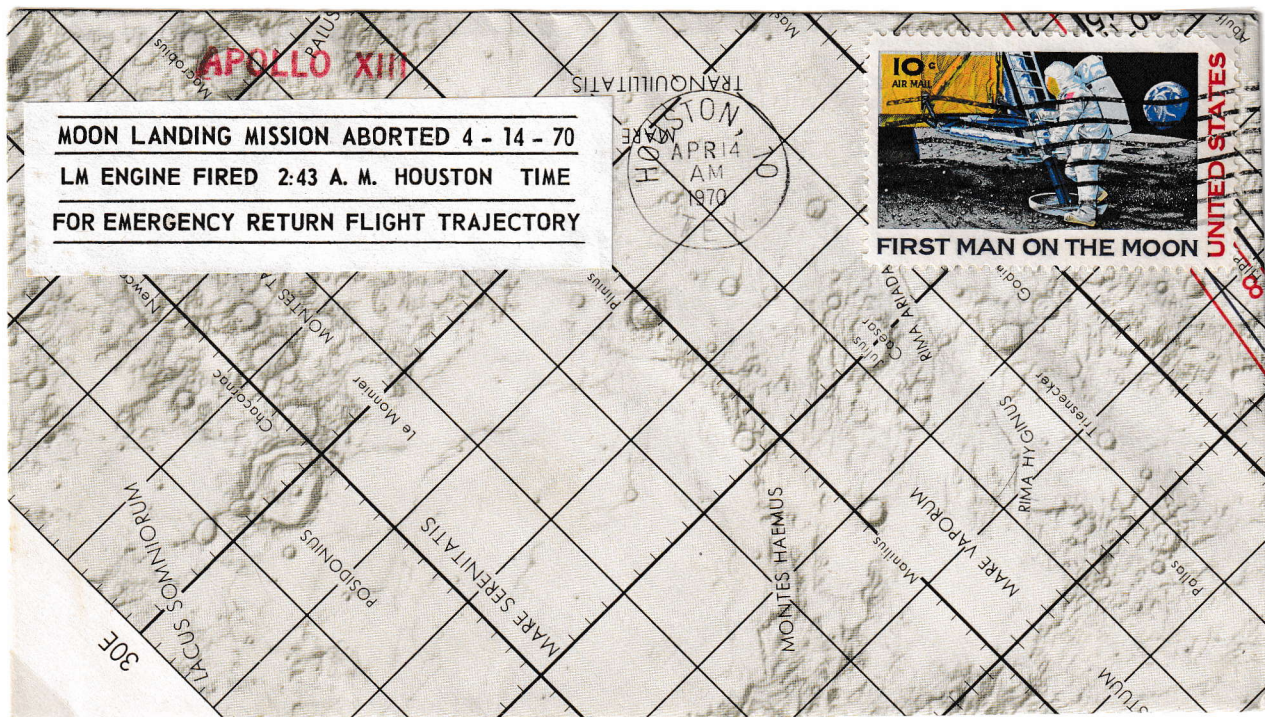 APOLLO XIII
PALUS
Macrobius
MOON LANDING MISSION ABORTED 4 - 14 - 70
LM ENGINE FIRED 2:43 A. M. HOUSTON TIME
FOR EMERGENCY RETURN FLIGHT TRAJECTORY
TRANQUILLITATIS
MARE
HOUSTON,
APR 14
AM
1970
TEX
10c
AIR MAIL
UNITED STATES
FIRST MAN ON THE MOON
MONTES
Plinius
Julius
Caesar
RIMA ARIADA
Godin
Chacornac
Le Monnier
Triesnecker
RIMA HYGINUS
LACUS SOMNIORUM
POSIDONIUS
MARE SERENITATIS
MONTES HAEMUS
Manilius
MARE VAPORUM
Pallas
30E